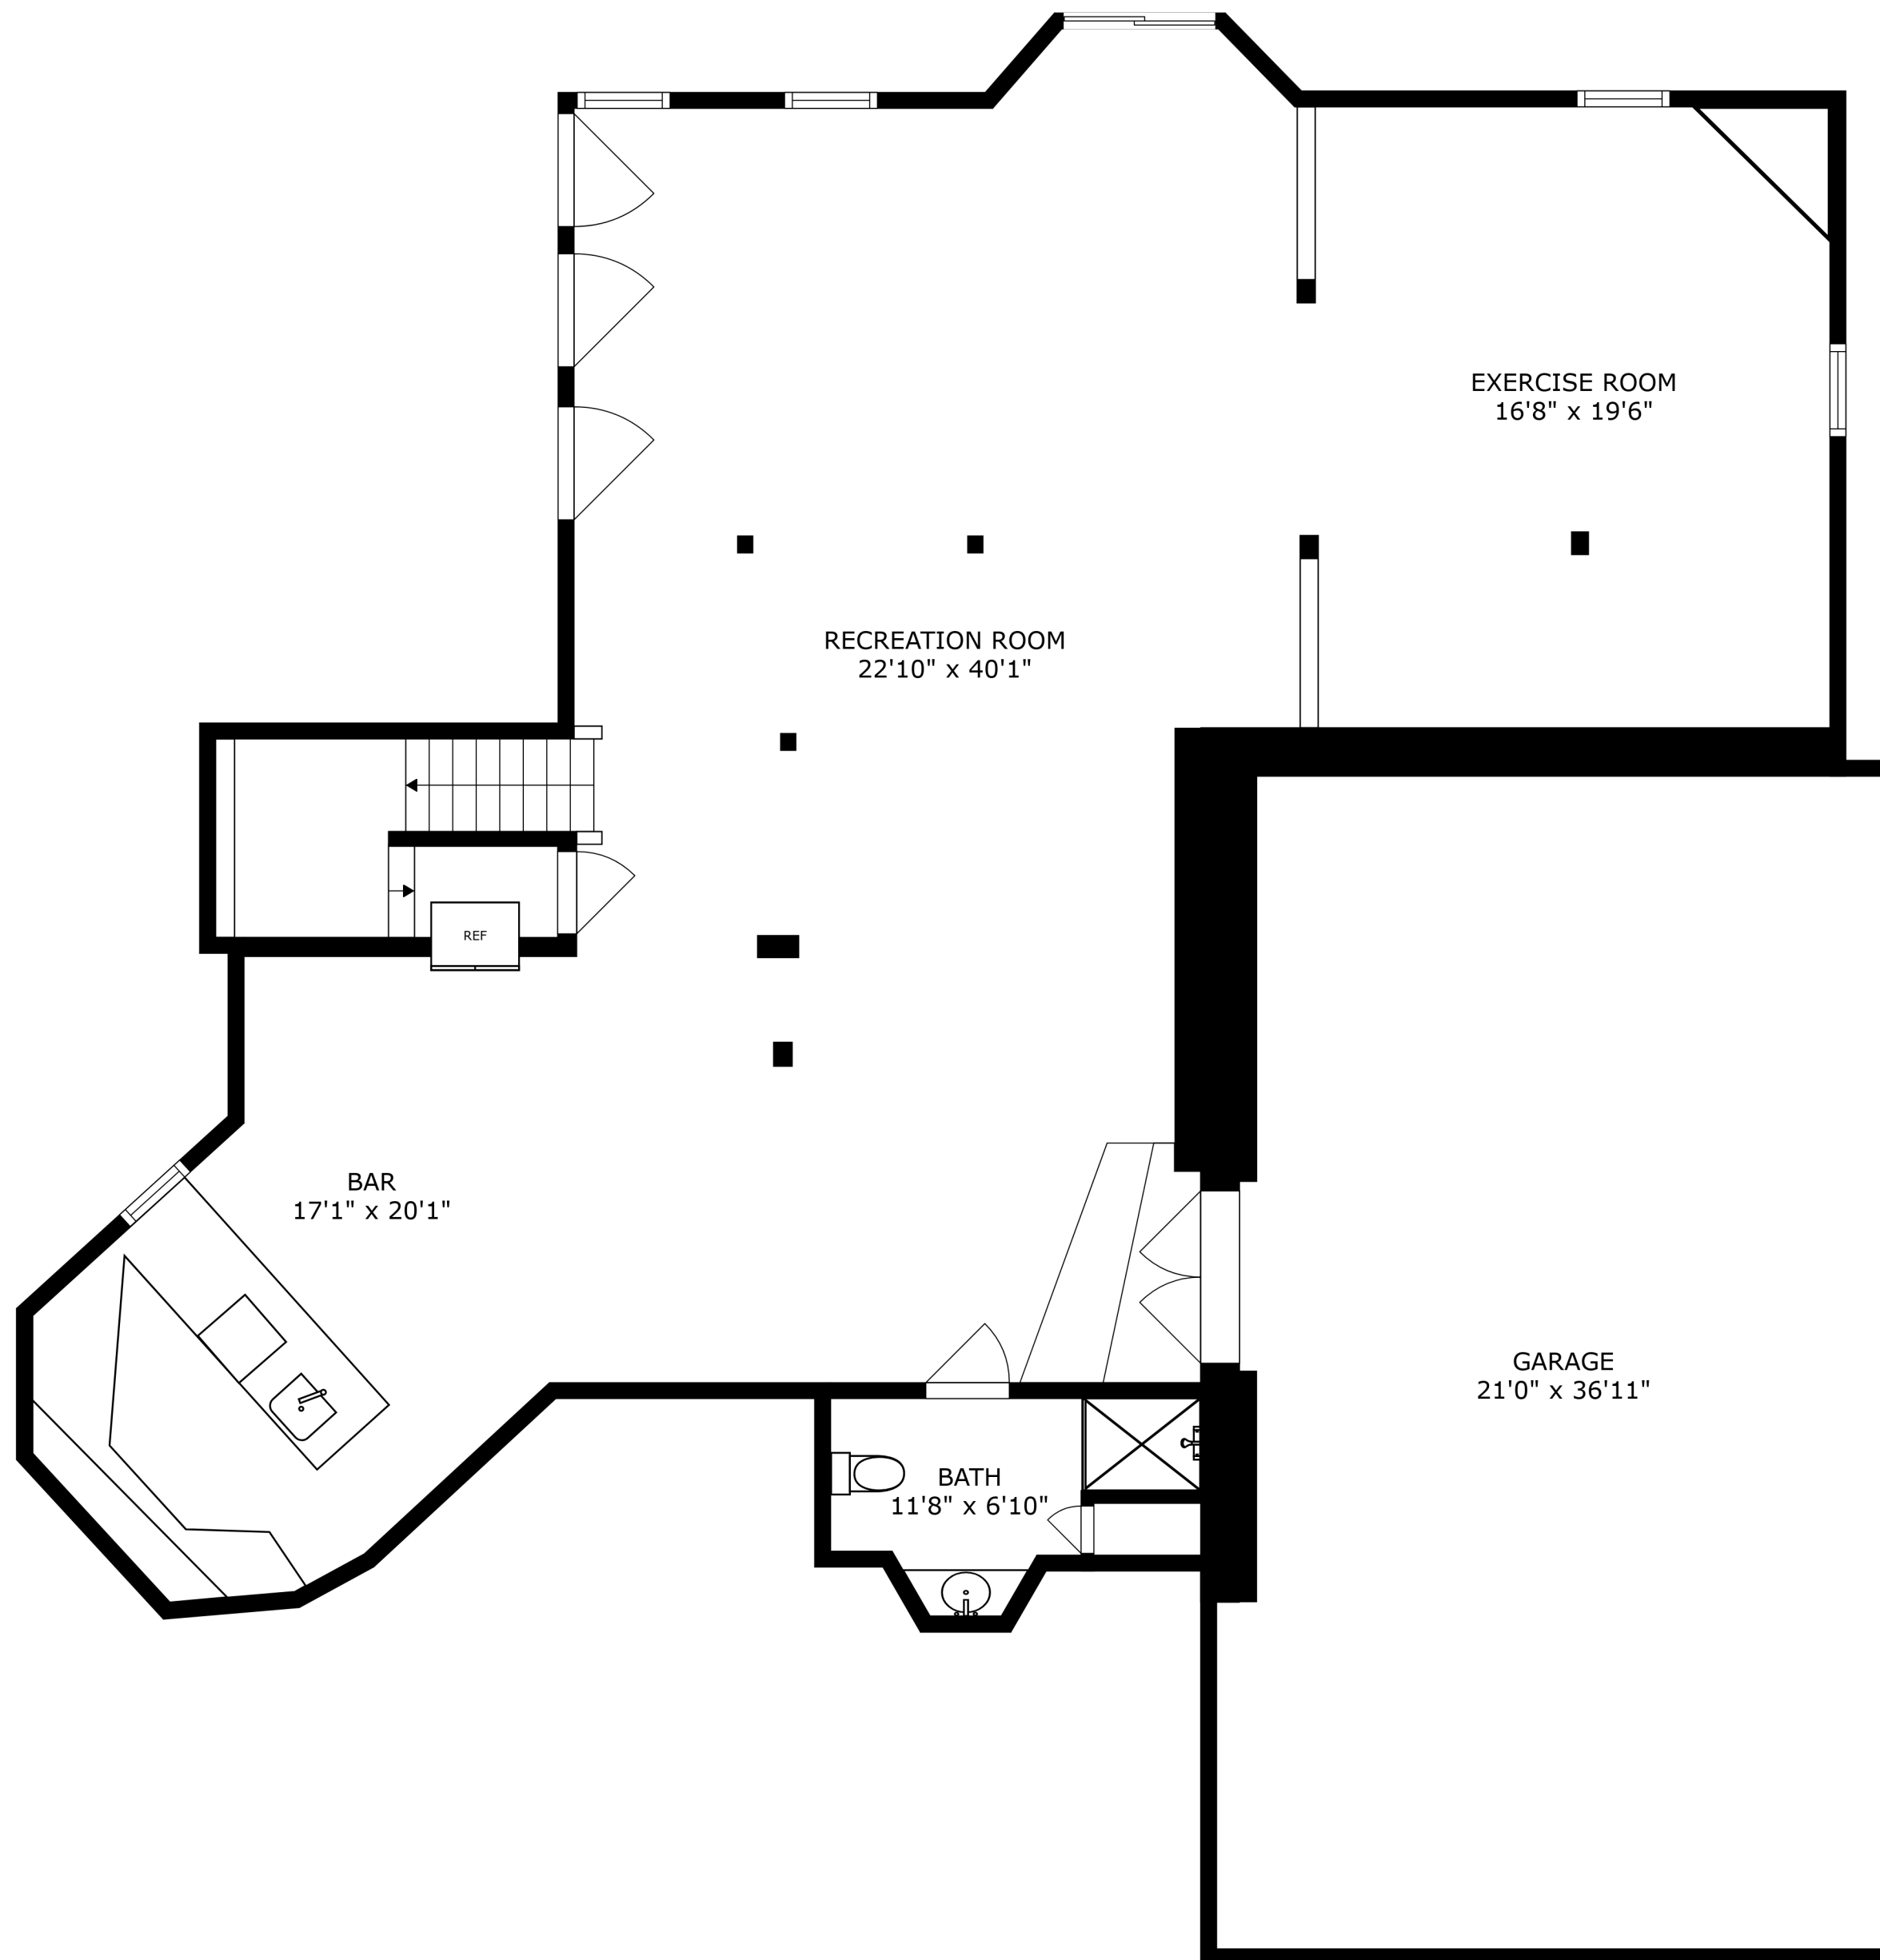 EXERCISE ROOM
16'8" x 19'6"
RECREATION ROOM
22'10" x 40'1"
REF
BAR
17'1" x 20'1"
GARAGE
21'0" x 36'11"
BATH
11'8" x 6'10"